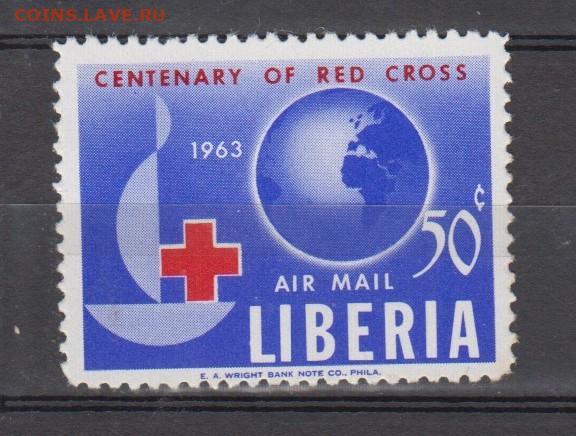 COINS.LAVE.RU
CENTENARY OF RED CROSS
1963
50¢
AIR MAIL
LIBERIA
E. A. WRIGHT BANK NOTE CO., PHILA.